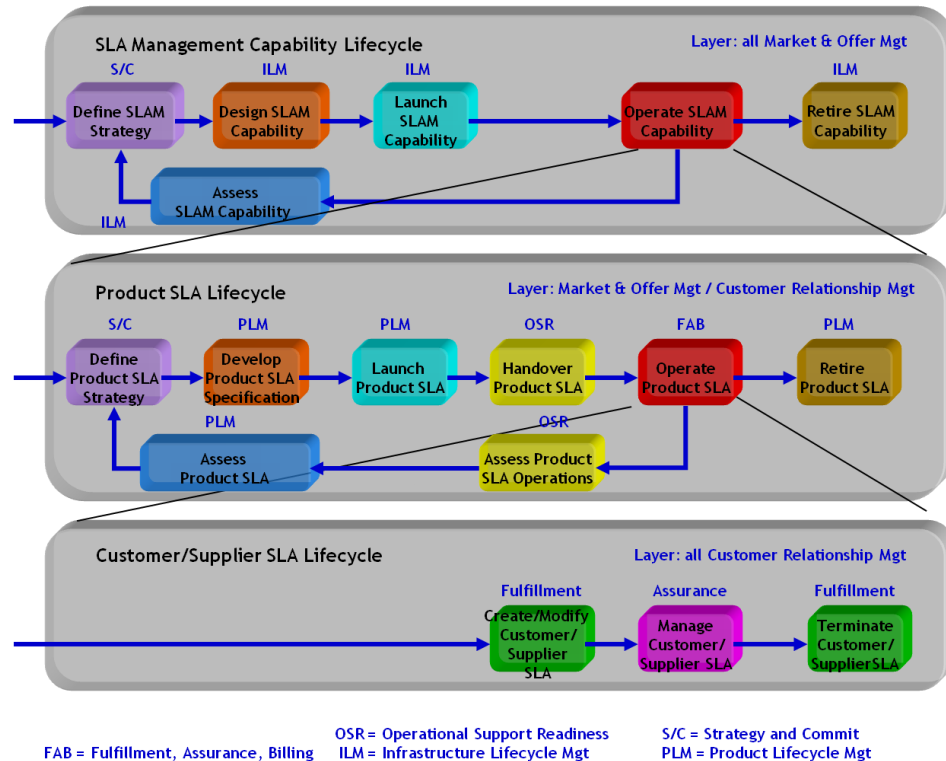 SLA Management Capability Lifecycle
Layer: all Market & Offer Mgt
S/C
ILM
ILM
ILM
Define SLAM
Strategy
Design SLAM
Capability
Launch
SLAM
Capability
Operate SLAM
Capability
Retire SLAM
Capability
Assess
SLAM Capability
ILM
Product SLA Lifecycle
Layer: Market & Offer Mgt / Customer Relationship Mgt
S/C
PLM
PLM
OSR
FAB
PLM
Define
Product SLA
Strategy
Develop
Product SLA
Specification
Launch
Product SLA
Handover
Product SLA
Operate
Product SLA
Retire
Product SLA
PLM
OSR
Assess
Product SLA
Assess Product
SLA Operations
Customer/Supplier SLA Lifecycle
Layer: all Customer Relationship Mgt
Fulfillment
Assurance
Fulfillment
Create/Modify
Customer/
Supplier
SLA
Manage
Customer/
Supplier SLA
Terminate
Customer/
SupplierSLA
OSR = Operational Support Readiness
S/C = Strategy and Commit
FAB = Fulfillment, Assurance, Billing
ILM = Infrastructure Lifecycle Mgt
PLM = Product Lifecycle Mgt